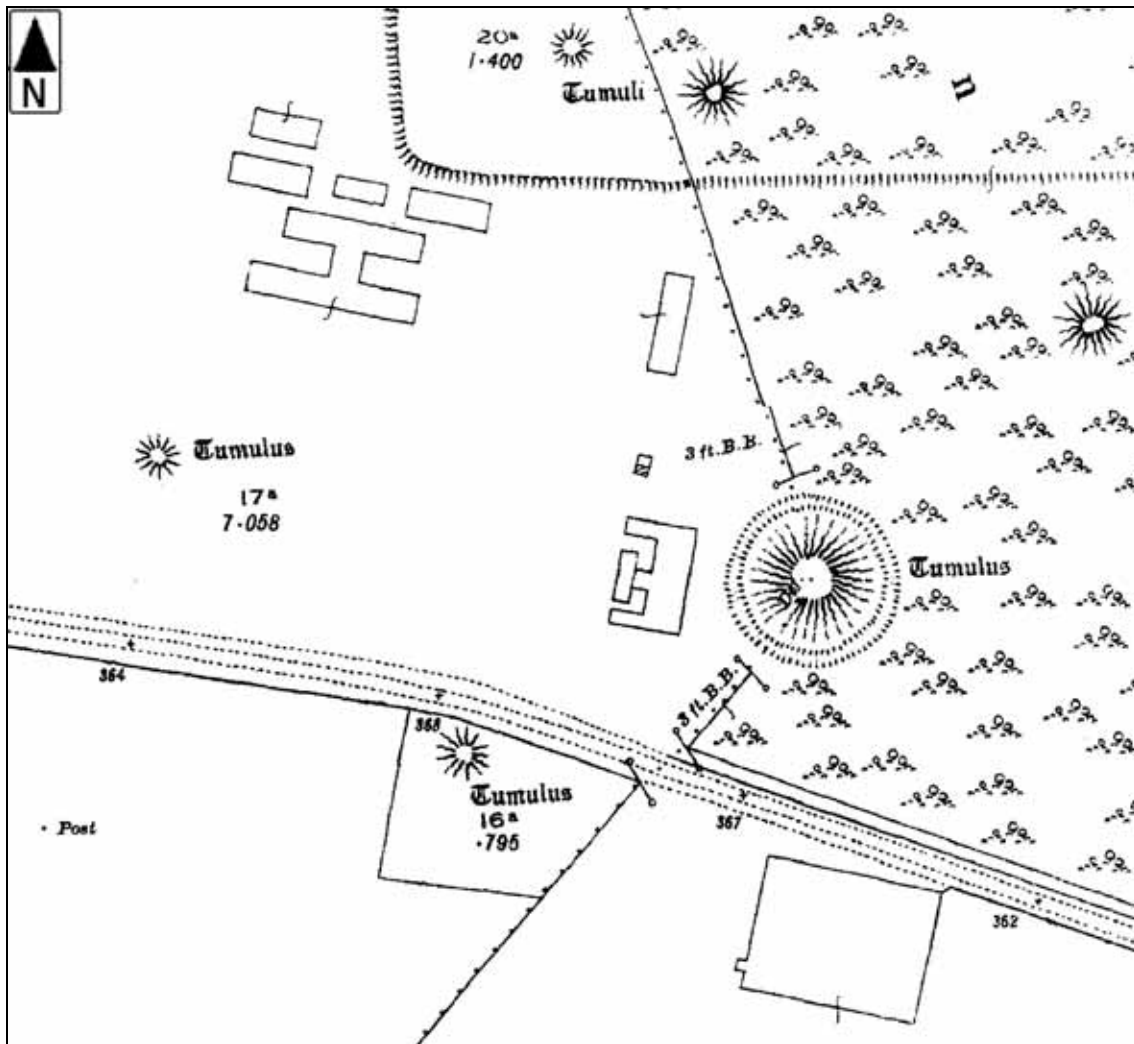 N
20ª
1·400
Tumuli
n
Tumulus
17ª
7·058
3 ft. B.B.
Tumulus
3 ft. B.B.
364
368
Tumulus
16ª
·795
Post
367
362